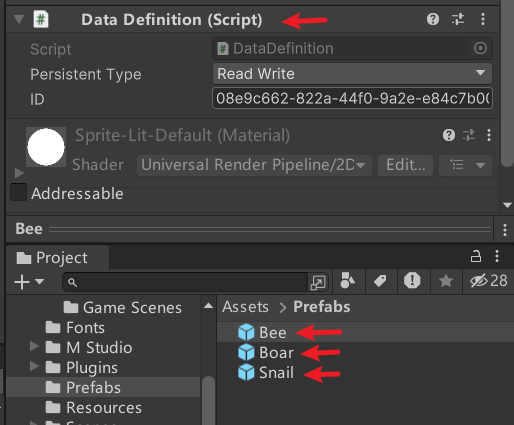 # Data Definition (Script)
Script # DataDefinition
Persistent Type Read Write
ID 08e9c662-822a-44f0-9a2e-e84c7b00
Sprite-Lit-Default (Material)
Shader Universal Render Pipeline/2D Edit...
Addressable
Bee
Project
28
Game Scenes
Fonts
M Studio
Plugins
Prefabs
Resources
Assets > Prefabs
Bee
Boar
Snail